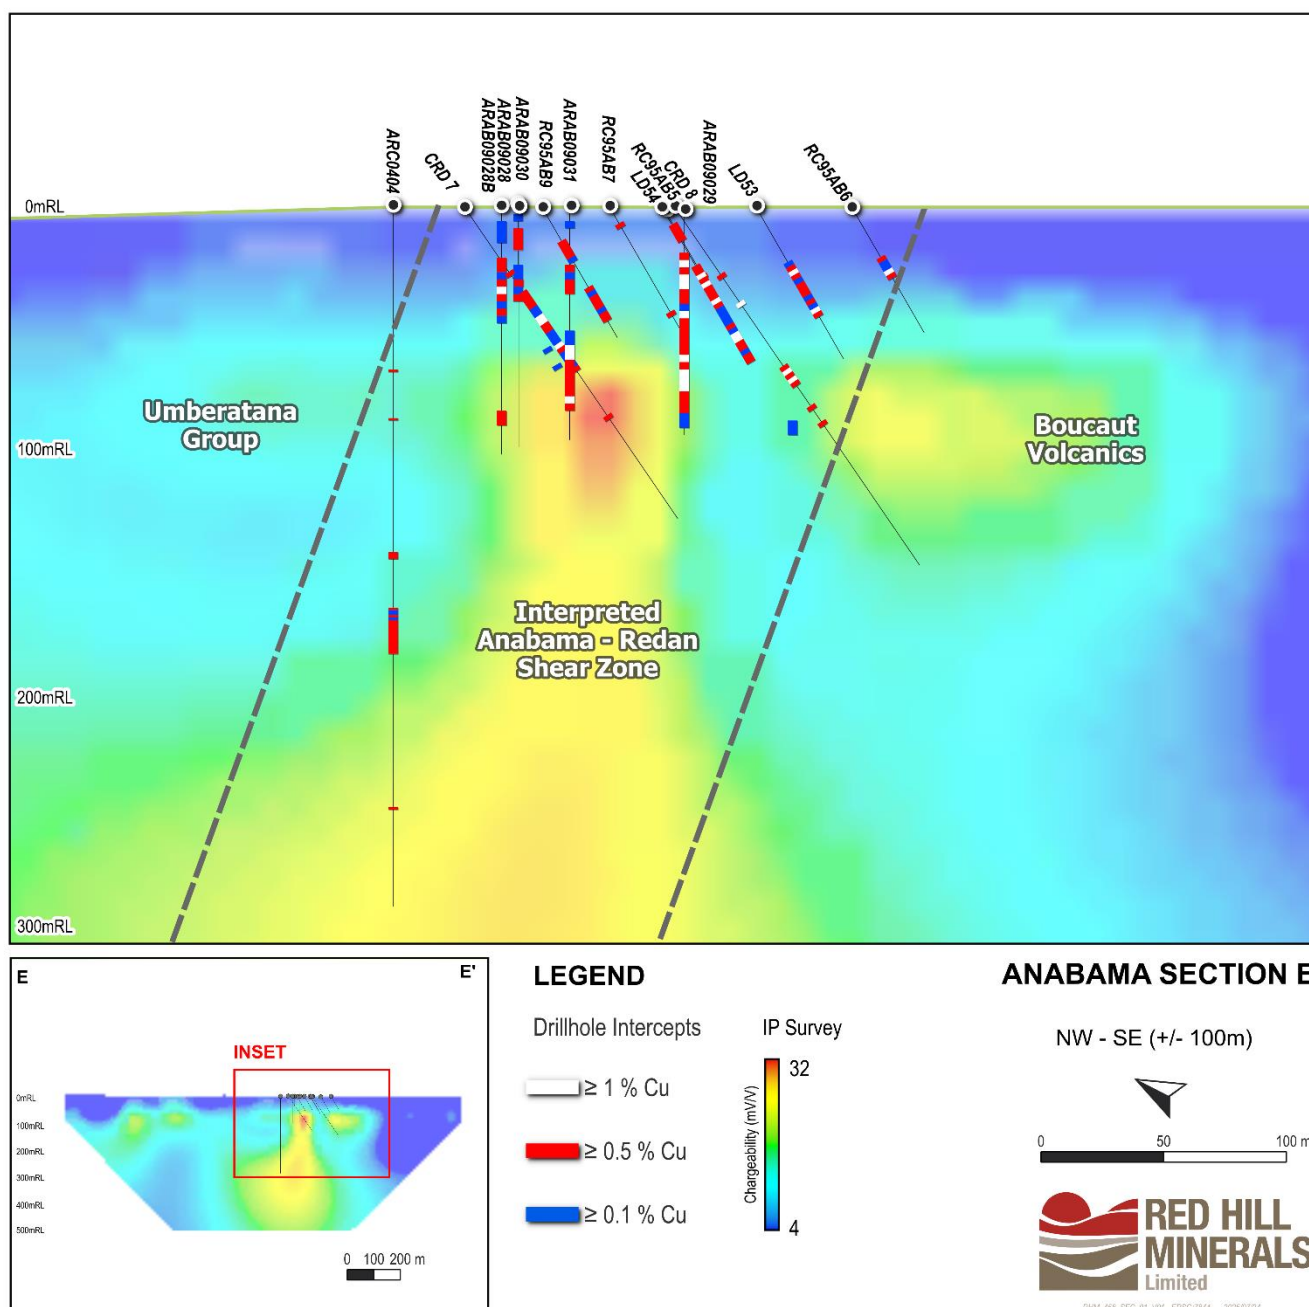 ARC0404
CRD 7
ARAB09028B
ARAB09028
ARAB09030
RC95AB9
ARAB09031
RC95AB7
LD54
RC95AB5
CRD 8
ARAB09029
LD53
RC95AB6
0mRL
100mRL
200mRL
300mRL
Umberatana
Group
Boucaut
Volcanics
Interpreted
Anabama - Redan
Shear Zone
E
E'
INSET
0mRL
100mRL
200mRL
300mRL
400mRL
500mRL
0 100 200 m
LEGEND
Drillhole Intercepts
≥ 1 % Cu
≥ 0.5 % Cu
≥ 0.1 % Cu
IP Survey
32
Chargeability (mV/V)
4
ANABAMA SECTION E
NW - SE (+/- 100m)
0 50 100 m
RED HILL
MINERALS
Limited